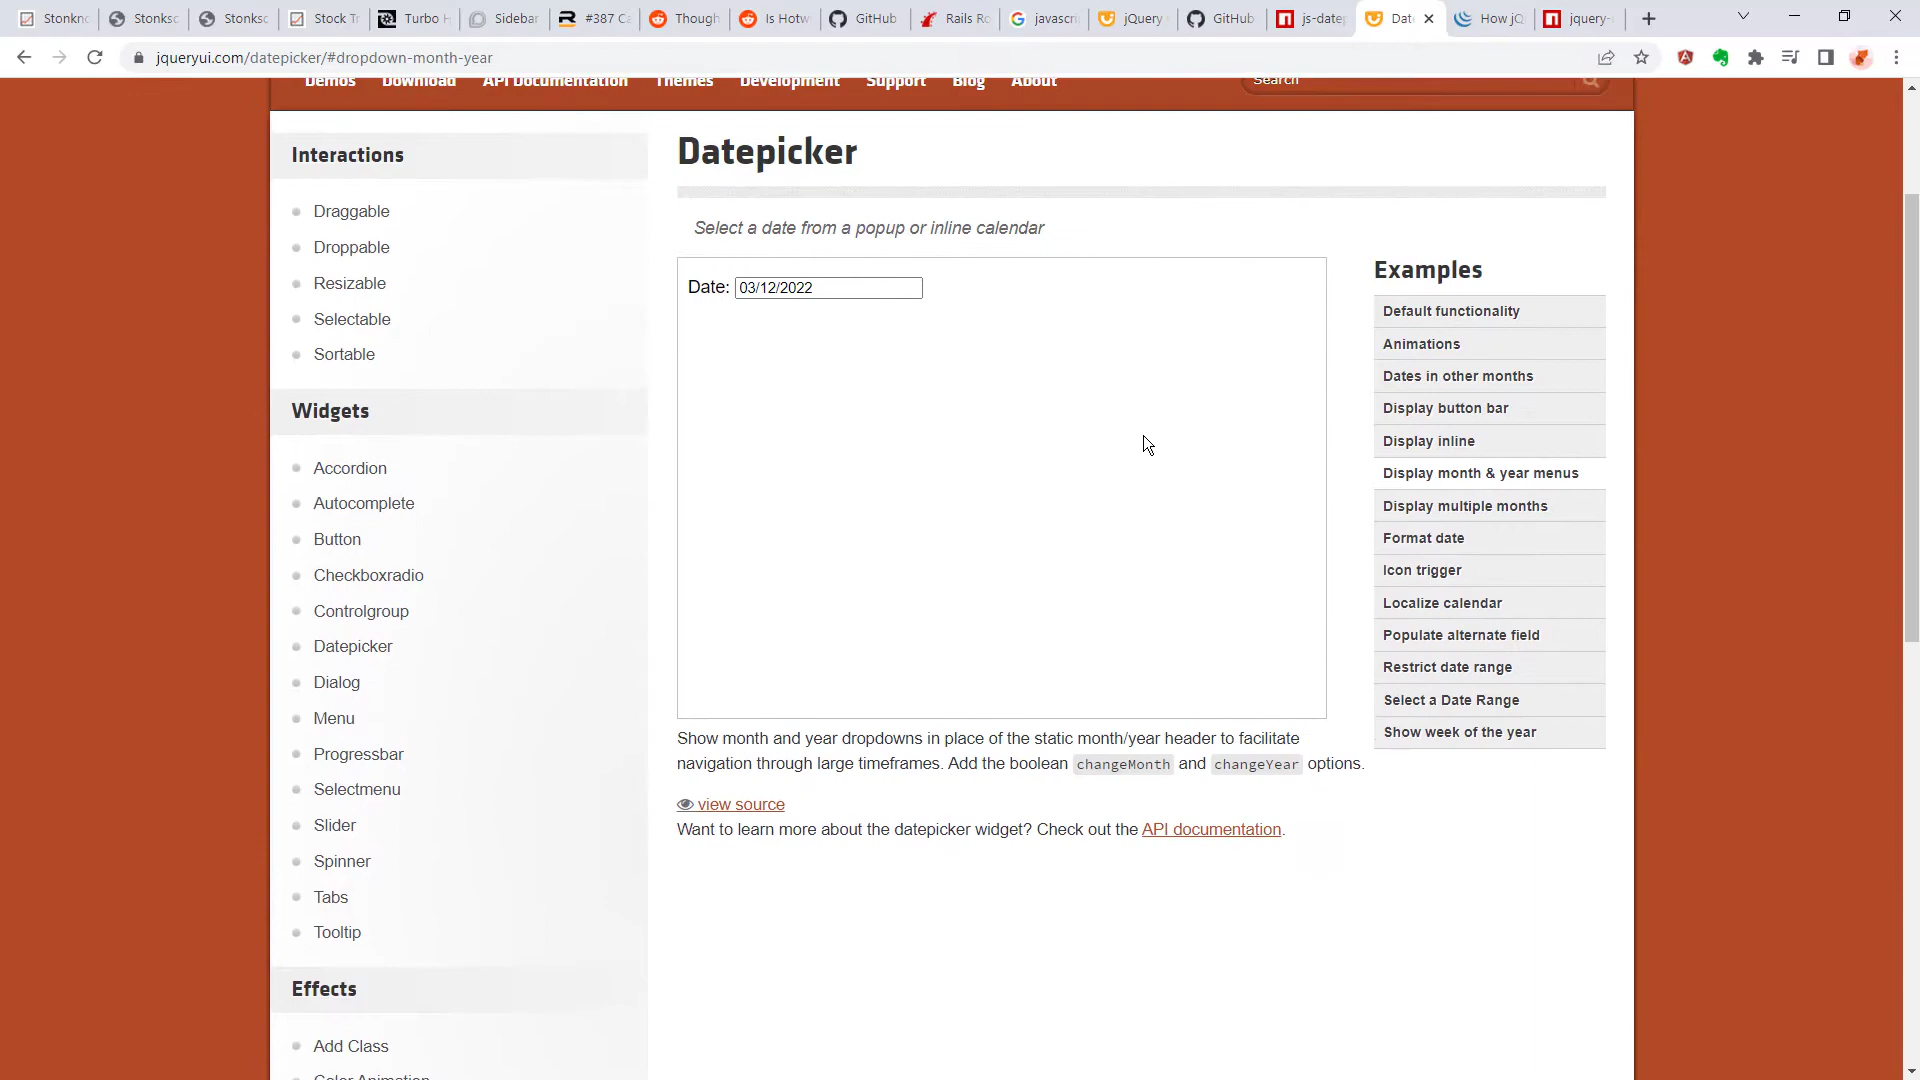 Stonkn
Stonksc
Stonksc
Stock Tr
Turbo H
Sidebar
#387 Ca
Though
Is Hotw
GitHub
Rails Ro
javascri
jQuery
GitHub
js-datep
Dat
How jQ
jquery-
jqueryui.com/datepicker/#dropdown-month-year
Demos Download API Documentation Themes Development Support Blog About
Search
Interactions
Draggable
Droppable
Resizable
Selectable
Sortable
Widgets
Accordion
Autocomplete
Button
Checkboxradio
Controlgroup
Datepicker
Dialog
Menu
Progressbar
Selectmenu
Slider
Spinner
Tabs
Tooltip
Effects
Add Class
Color Animation
Datepicker
Select a date from a popup or inline calendar
Date: 03/12/2022
Show month and year dropdowns in place of the static month/year header to facilitate
navigation through large timeframes. Add the boolean changeMonth and changeYear options.
view source
Want to learn more about the datepicker widget? Check out the API documentation.
Examples
Default functionality
Animations
Dates in other months
Display button bar
Display inline
Display month & year menus
Display multiple months
Format date
Icon trigger
Localize calendar
Populate alternate field
Restrict date range
Select a Date Range
Show week of the year